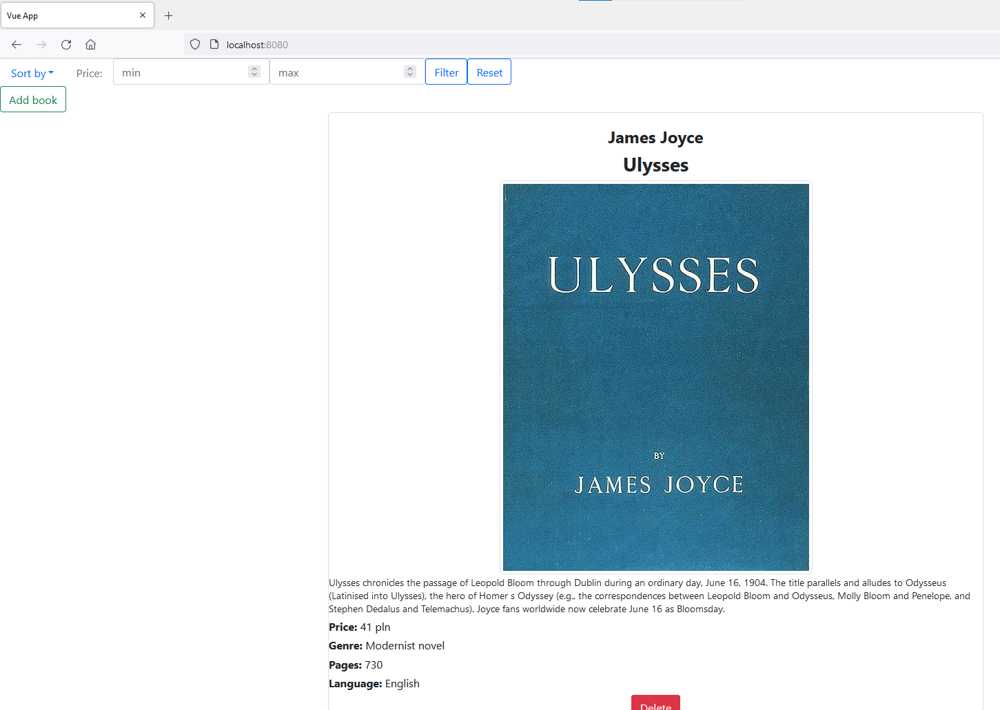 Vue App
localhost:8080
Sort by Price: min max Filter Reset
Add book
James Joyce
Ulysses
ULYSSES
BY
JAMES JOYCE
Ulysses chronicles the passage of Leopold Bloom through Dublin during an ordinary day, June 16, 1904. The title parallels and alludes to Odysseus
(Latinised into Ulysses), the hero of Homer s Odyssey (e.g., the correspondences between Leopold Bloom and Odysseus, Molly Bloom and Penelope, and
Stephen Dedalus and Telemachus). Joyce fans worldwide now celebrate June 16 as Bloomsday.
Price: 41 pln
Genre: Modernist novel
Pages: 730
Language: English
Delete